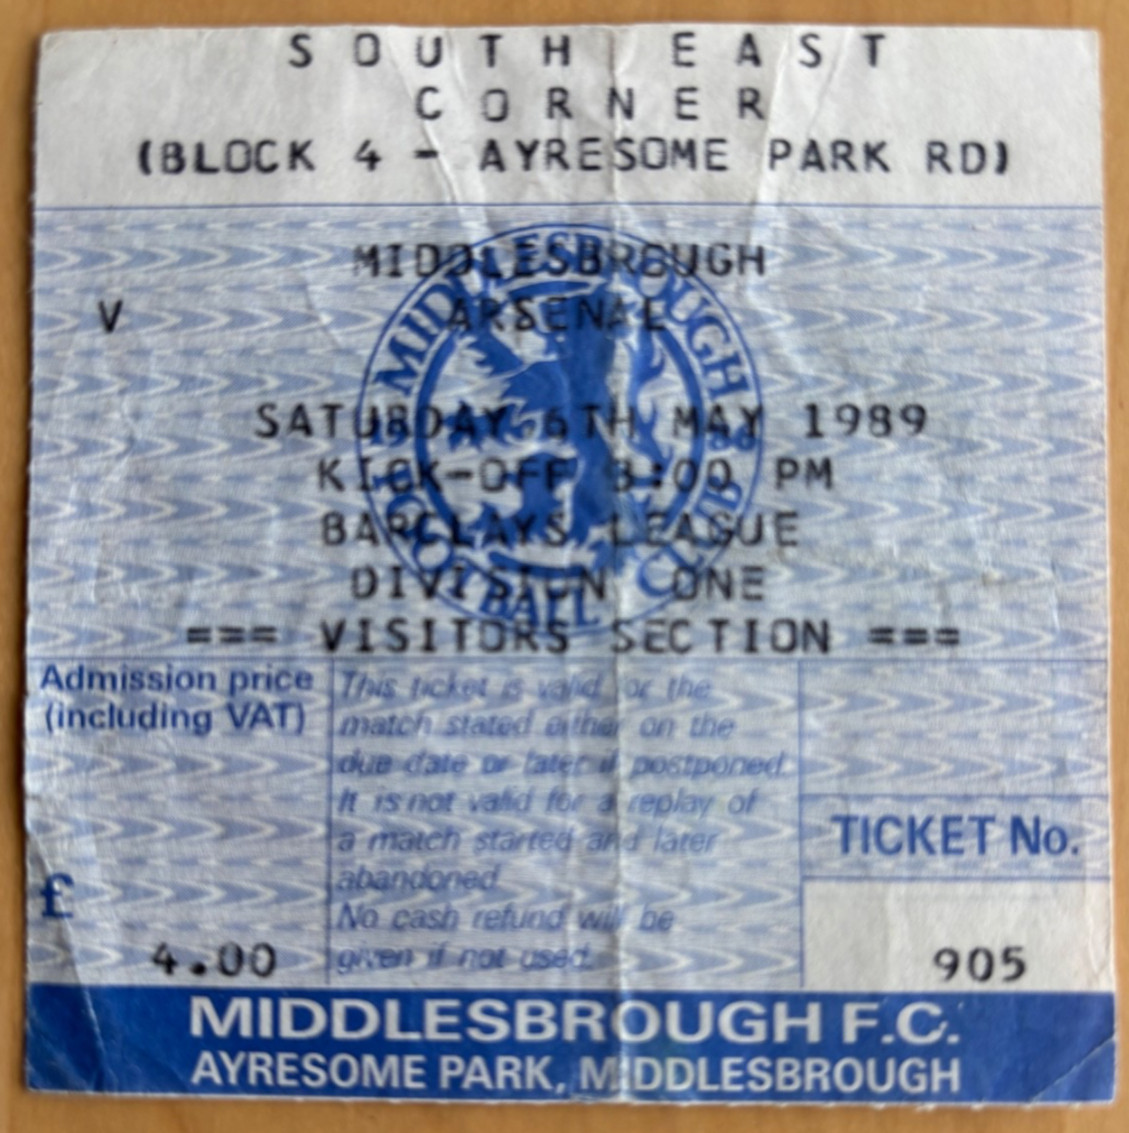 SOUTH EAST
CORNER
(BLOCK 4 - AYRESOME PARK RD)
MIDDLESBROUGH
V ARSENAL
SATURDAY 6TH MAY 1989
KICK-OFF 3:00 PM
BARCLAYS LEAGUE
DIVISION ONE
=== VISITORS SECTION ===
MIDDLESBROUGH
FOOTBALL CLUB
1986
Admission price
(including VAT)
£
4.00
This ticket is valid for the
match stated either on the
due date or later if postponed.
It is not valid for a replay of
a match started and later
abandoned
No cash refund will be
given if not used.
TICKET No.
905
MIDDLESBROUGH F.C.
AYRESOME PARK, MIDDLESBROUGH